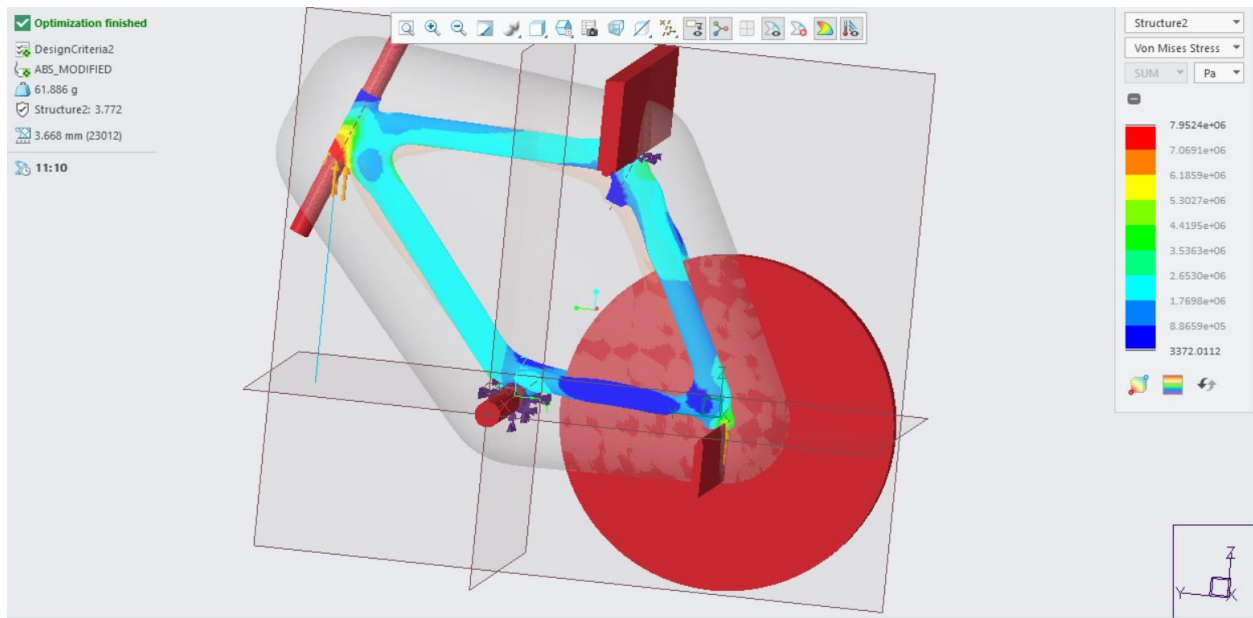 Optimization finished
DesignCriteria2
ABS_MODIFIED
61.886 g
Structure2: 3.772
3.668 mm (23012)
11:10
Structure2
Von Mises Stress
SUM
Pa
7.9524e+06
7.0691e+06
6.1859e+06
5.3027e+06
4.4195e+06
3.5363e+06
2.6530e+06
1.7698e+06
8.8659e+05
3372.0112
Z
Z
Y
X